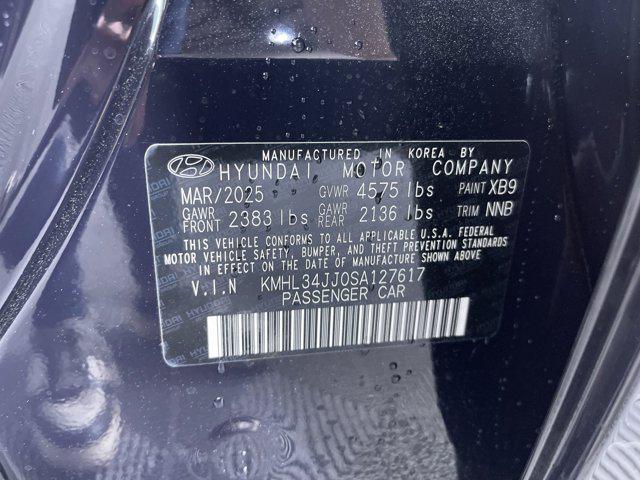 MANUFACTURED IN KOREA BY
HYUNDAI MOTOR COMPANY
MAR/2025 GVWR 4575 lbs PAINT XB9
GAWR FRONT 2383 lbs GAWR REAR 2136 lbs TRIM NNB
THIS VEHICLE CONFORMS TO ALL APPLICABLE U.S.A. FEDERAL
MOTOR VEHICLE SAFETY, BUMPER, AND THEFT PREVENTION STANDARDS
IN EFFECT ON THE DATE OF MANUFACTURE SHOWN ABOVE
V.I.N KMHL34JJ0SA127617
PASSENGER CAR